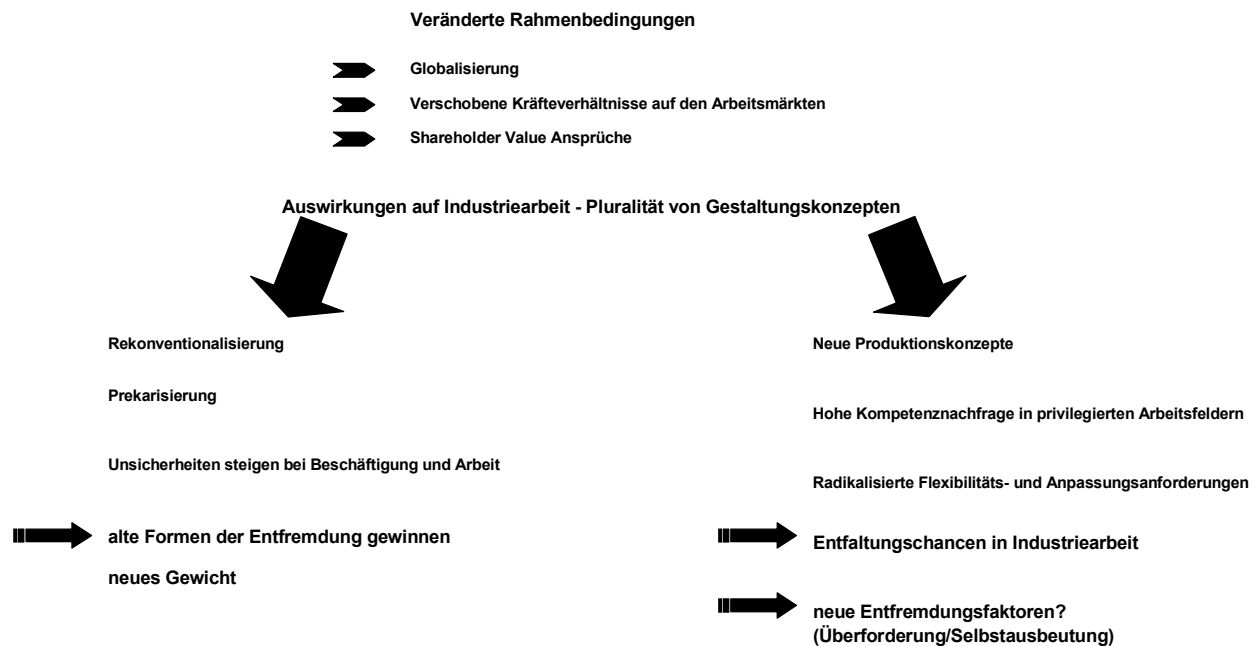 Veränderte Rahmenbedingungen
Globalisierung
Verschobene Kräfteverhältnisse auf den Arbeitsmärkten
Shareholder Value Ansprüche
Auswirkungen auf Industriearbeit - Pluralität von Gestaltungskonzepten
Rekonventionalisierung
Prekarisierung
Unsicherheiten steigen bei Beschäftigung und Arbeit
alte Formen der Entfremdung gewinnen
neues Gewicht
Neue Produktionskonzepte
Hohe Kompetenznachfrage in privilegierten Arbeitsfeldern
Radikalisierte Flexibilitäts- und Anpassungsanforderungen
Entfaltungschancen in Industriearbeit
neue Entfremdungsfaktoren?
(Überforderung/Selbstausbeutung)